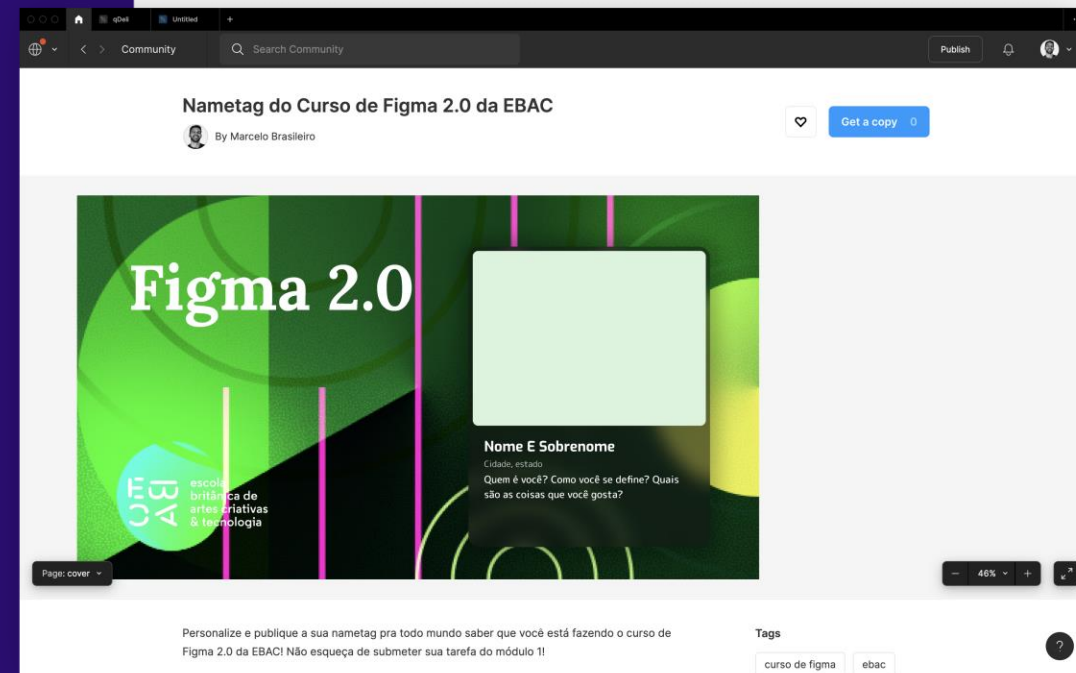 qDeli
Untitled
+
Community
Search Community
Publish
Nametag do Curso de Figma 2.0 da EBAC
By Marcelo Brasileiro
Get a copy 0
Figma 2.0
Nome E Sobrenome
Cidade, estado
Quem é você? Como você se define? Quais
são as coisas que você gosta?
EBAC
escola
britânica de
artes criativas
& tecnologia
Page: cover
− 46% +
Personalize e publique a sua nametag pra todo mundo saber que você está fazendo o curso de
Figma 2.0 da EBAC! Não esqueça de submeter sua tarefa do módulo 1!
Tags
curso de figma
ebac
?